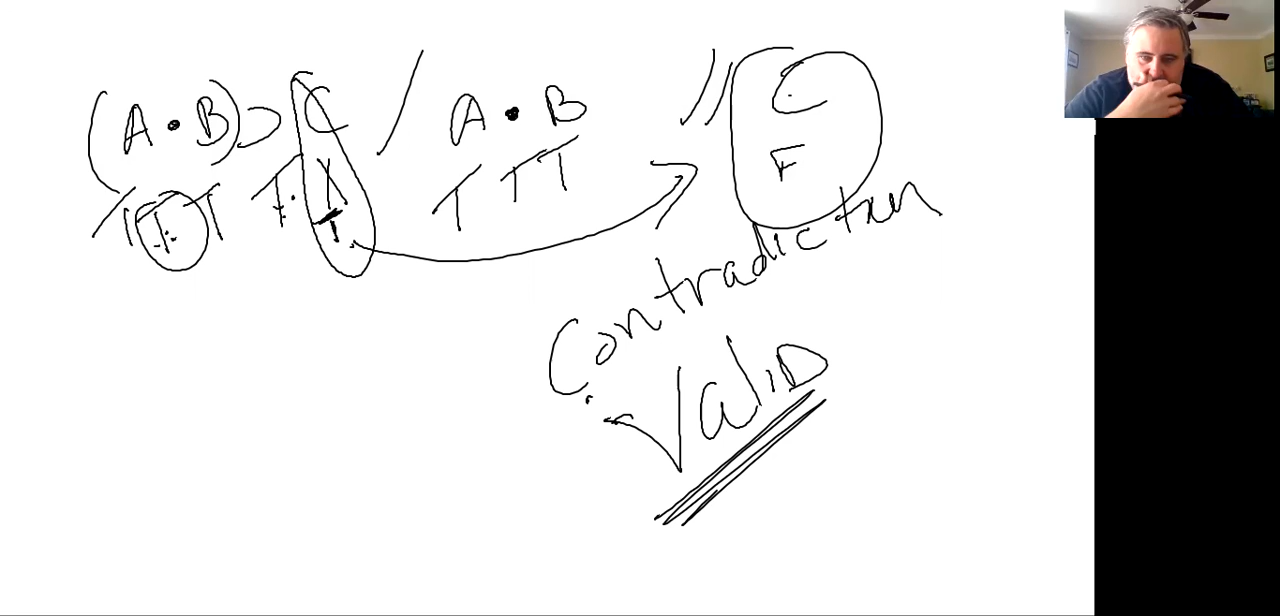 (A • B) ⊃ C / A • B // C
T T T T X T T T F
T
Contradiction
VALID